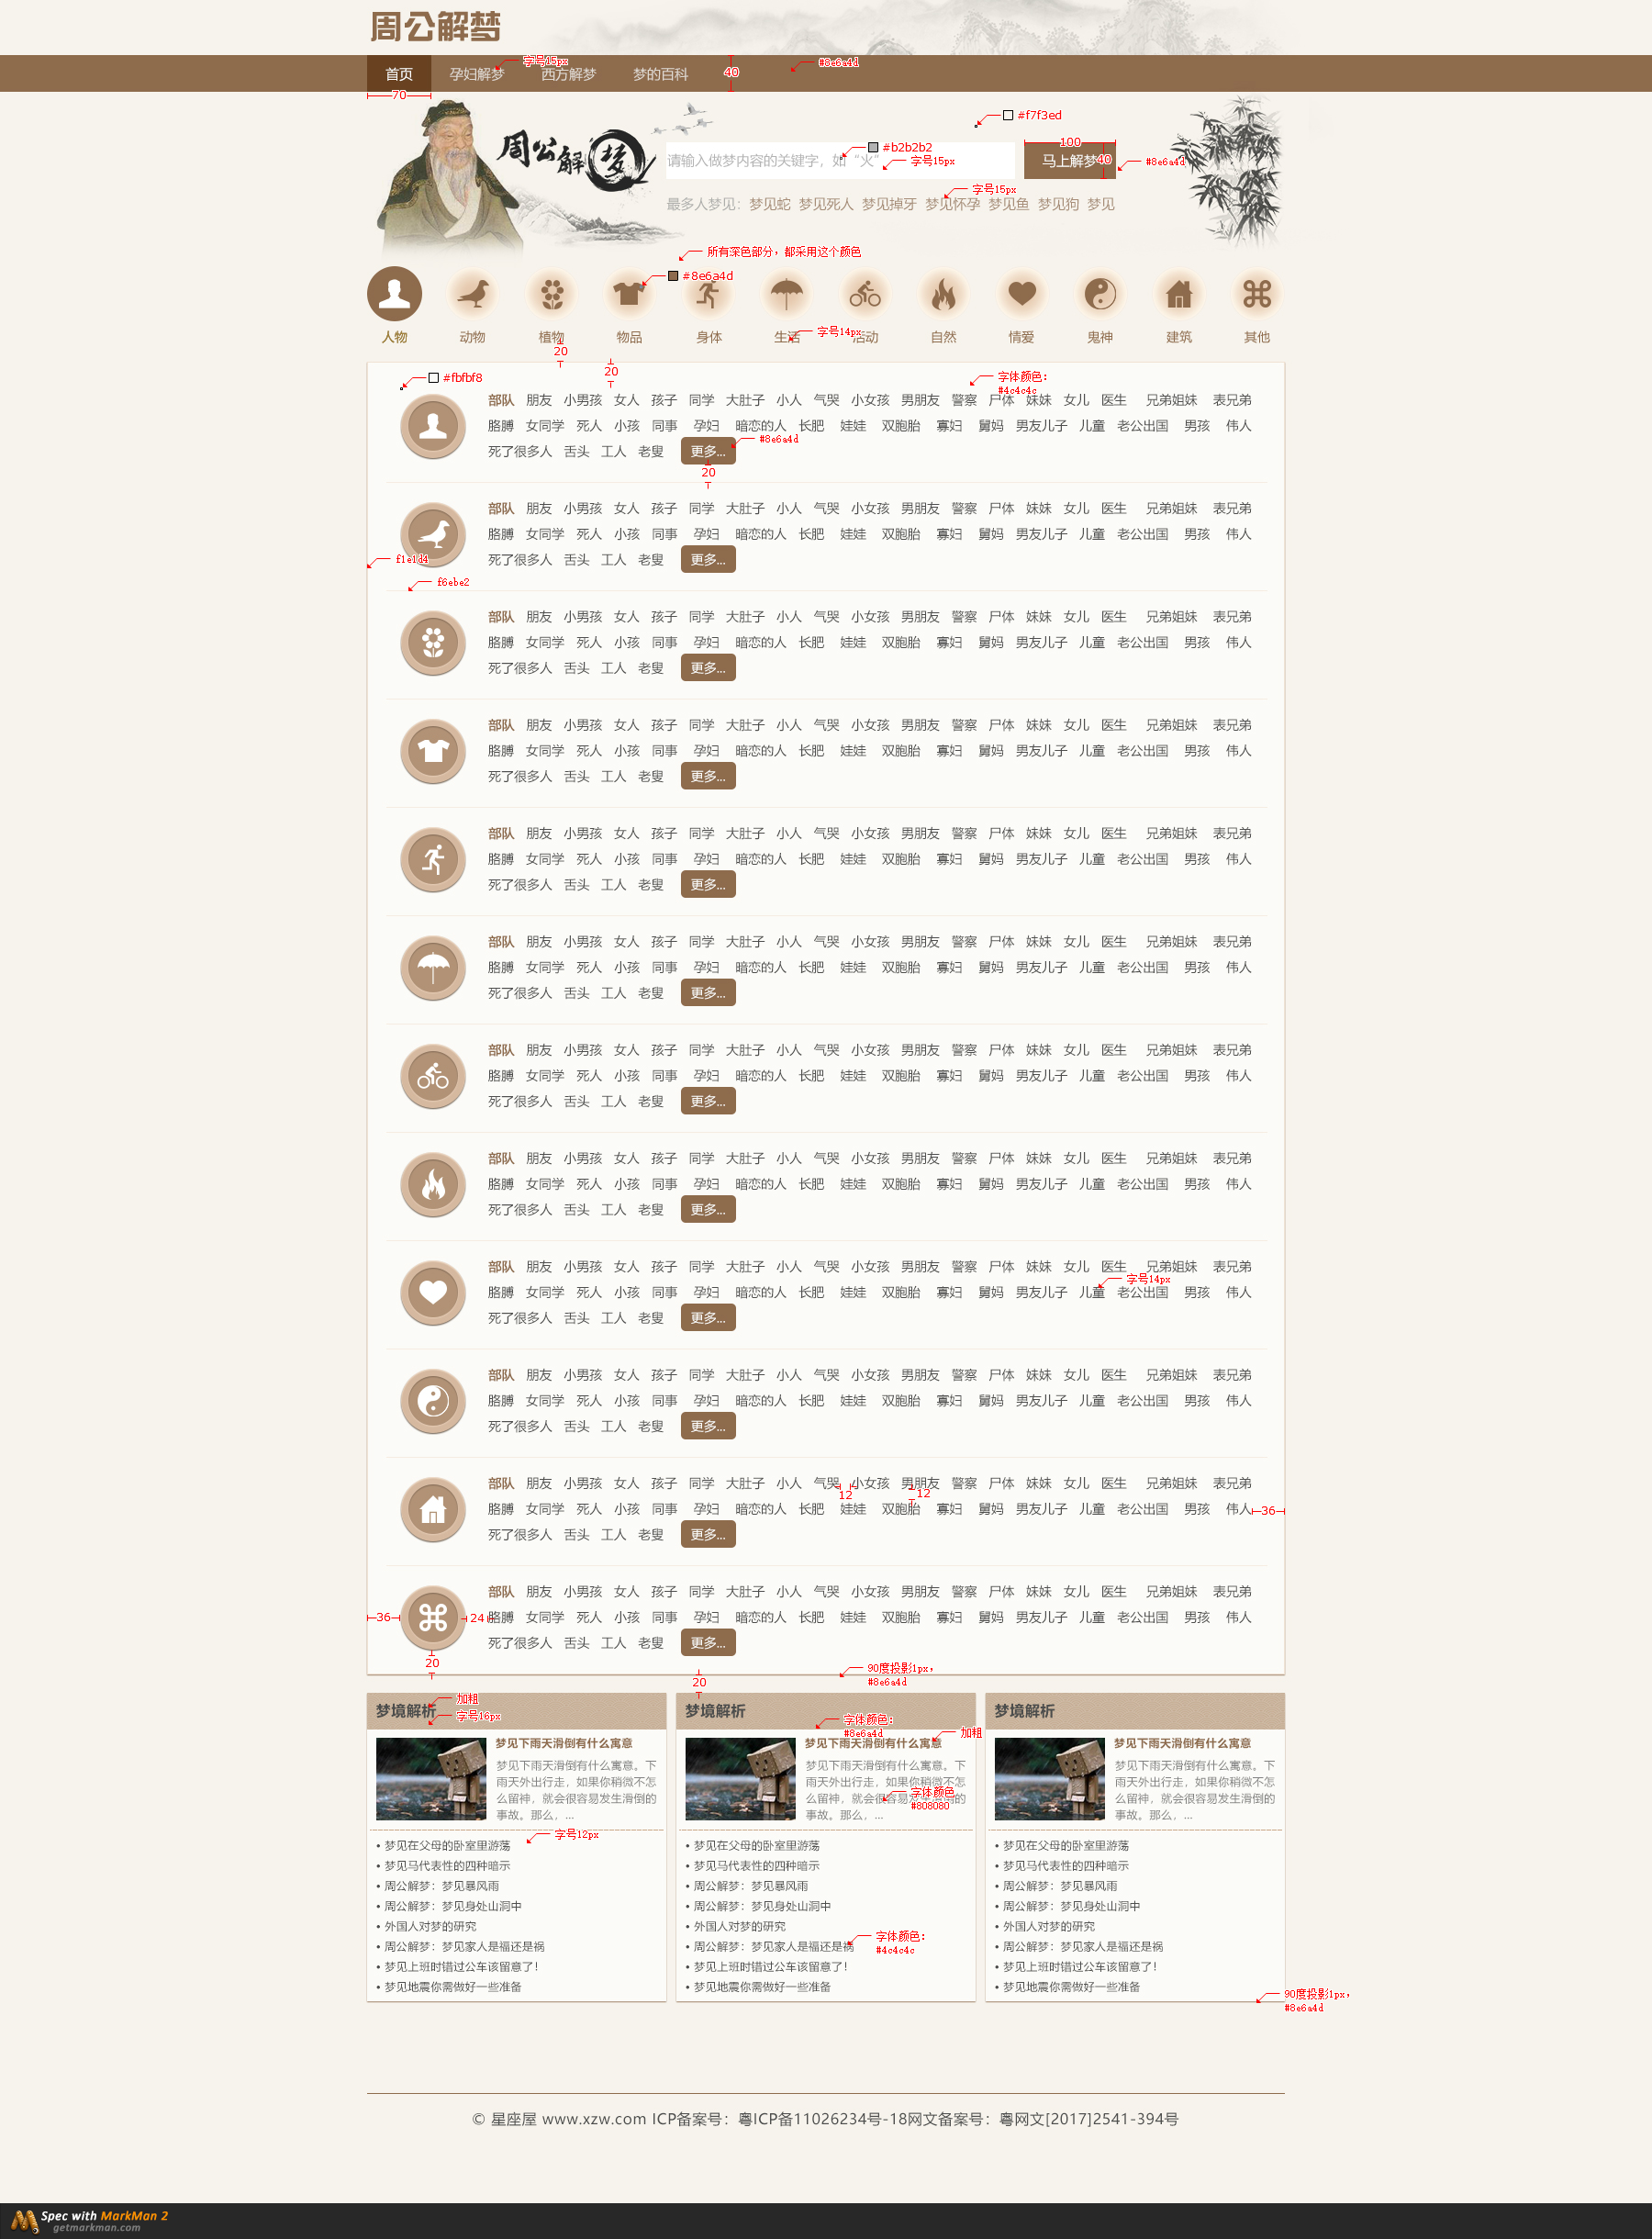 周公解梦
首页 孕妇解梦 西方解梦 梦的百科
字号15px
40
#8e6a4d
70
#f7f3ed
周公解梦
#b2b2b2
请输入做梦内容的关键字，如“火”
字号15px
100
马上解梦
40
#8e6a4d
字号15px
最多人梦见：梦见蛇 梦见死人 梦见掉牙 梦见怀孕 梦见鱼 梦见狗 梦见
所有深色部分，都采用这个颜色
#8e6a4d
字号14px
人物 动物 植物 物品 身体 生活 活动 自然 情爱 鬼神 建筑 其他
20
20
#fbfbf8
字体颜色：
#4c4c4c
部队 朋友 小男孩 女人 孩子 同学 大肚子 小人 气哭 小女孩 男朋友 警察 尸体 妹妹 女儿 医生 兄弟姐妹 表兄弟
胳膊 女同学 死人 小孩 同事 孕妇 暗恋的人 长肥 娃娃 双胞胎 寡妇 舅妈 男友儿子 儿童 老公出国 男孩 伟人
#8e6a4d
死了很多人 舌头 工人 老叟 更多...
20
部队 朋友 小男孩 女人 孩子 同学 大肚子 小人 气哭 小女孩 男朋友 警察 尸体 妹妹 女儿 医生 兄弟姐妹 表兄弟
胳膊 女同学 死人 小孩 同事 孕妇 暗恋的人 长肥 娃娃 双胞胎 寡妇 舅妈 男友儿子 儿童 老公出国 男孩 伟人
死了很多人 舌头 工人 老叟 更多...
f1e1d4
f6ebe2
部队 朋友 小男孩 女人 孩子 同学 大肚子 小人 气哭 小女孩 男朋友 警察 尸体 妹妹 女儿 医生 兄弟姐妹 表兄弟
胳膊 女同学 死人 小孩 同事 孕妇 暗恋的人 长肥 娃娃 双胞胎 寡妇 舅妈 男友儿子 儿童 老公出国 男孩 伟人
死了很多人 舌头 工人 老叟 更多...
部队 朋友 小男孩 女人 孩子 同学 大肚子 小人 气哭 小女孩 男朋友 警察 尸体 妹妹 女儿 医生 兄弟姐妹 表兄弟
胳膊 女同学 死人 小孩 同事 孕妇 暗恋的人 长肥 娃娃 双胞胎 寡妇 舅妈 男友儿子 儿童 老公出国 男孩 伟人
死了很多人 舌头 工人 老叟 更多...
部队 朋友 小男孩 女人 孩子 同学 大肚子 小人 气哭 小女孩 男朋友 警察 尸体 妹妹 女儿 医生 兄弟姐妹 表兄弟
胳膊 女同学 死人 小孩 同事 孕妇 暗恋的人 长肥 娃娃 双胞胎 寡妇 舅妈 男友儿子 儿童 老公出国 男孩 伟人
死了很多人 舌头 工人 老叟 更多...
部队 朋友 小男孩 女人 孩子 同学 大肚子 小人 气哭 小女孩 男朋友 警察 尸体 妹妹 女儿 医生 兄弟姐妹 表兄弟
胳膊 女同学 死人 小孩 同事 孕妇 暗恋的人 长肥 娃娃 双胞胎 寡妇 舅妈 男友儿子 儿童 老公出国 男孩 伟人
死了很多人 舌头 工人 老叟 更多...
部队 朋友 小男孩 女人 孩子 同学 大肚子 小人 气哭 小女孩 男朋友 警察 尸体 妹妹 女儿 医生 兄弟姐妹 表兄弟
胳膊 女同学 死人 小孩 同事 孕妇 暗恋的人 长肥 娃娃 双胞胎 寡妇 舅妈 男友儿子 儿童 老公出国 男孩 伟人
死了很多人 舌头 工人 老叟 更多...
部队 朋友 小男孩 女人 孩子 同学 大肚子 小人 气哭 小女孩 男朋友 警察 尸体 妹妹 女儿 医生 兄弟姐妹 表兄弟
胳膊 女同学 死人 小孩 同事 孕妇 暗恋的人 长肥 娃娃 双胞胎 寡妇 舅妈 男友儿子 儿童 老公出国 男孩 伟人
死了很多人 舌头 工人 老叟 更多...
部队 朋友 小男孩 女人 孩子 同学 大肚子 小人 气哭 小女孩 男朋友 警察 尸体 妹妹 女儿 医生 兄弟姐妹 表兄弟
字号14px
胳膊 女同学 死人 小孩 同事 孕妇 暗恋的人 长肥 娃娃 双胞胎 寡妇 舅妈 男友儿子 儿童 老公出国 男孩 伟人
死了很多人 舌头 工人 老叟 更多...
部队 朋友 小男孩 女人 孩子 同学 大肚子 小人 气哭 小女孩 男朋友 警察 尸体 妹妹 女儿 医生 兄弟姐妹 表兄弟
胳膊 女同学 死人 小孩 同事 孕妇 暗恋的人 长肥 娃娃 双胞胎 寡妇 舅妈 男友儿子 儿童 老公出国 男孩 伟人
死了很多人 舌头 工人 老叟 更多...
部队 朋友 小男孩 女人 孩子 同学 大肚子 小人 气哭 小女孩 男朋友 警察 尸体 妹妹 女儿 医生 兄弟姐妹 表兄弟
12 12
胳膊 女同学 死人 小孩 同事 孕妇 暗恋的人 长肥 娃娃 双胞胎 寡妇 舅妈 男友儿子 儿童 老公出国 男孩 伟人
36
死了很多人 舌头 工人 老叟 更多...
部队 朋友 小男孩 女人 孩子 同学 大肚子 小人 气哭 小女孩 男朋友 警察 尸体 妹妹 女儿 医生 兄弟姐妹 表兄弟
36 24
胳膊 女同学 死人 小孩 同事 孕妇 暗恋的人 长肥 娃娃 双胞胎 寡妇 舅妈 男友儿子 儿童 老公出国 男孩 伟人
死了很多人 舌头 工人 老叟 更多...
20
90度投影1px，
#8e6a4d
20
加粗
字号16px
梦境解析 梦境解析 梦境解析
字体颜色：
#8e6a4d
加粗
梦见下雨天滑倒有什么寓意
梦见下雨天滑倒有什么寓意。下
雨天外出行走，如果你稍微不怎
么留神，就会很容易发生滑倒的
事故。那么，...
字号12px
• 梦见在父母的卧室里游荡
• 梦见马代表性的四种暗示
• 周公解梦：梦见暴风雨
• 周公解梦：梦见身处山洞中
• 外国人对梦的研究
• 周公解梦：梦见家人是福还是祸
• 梦见上班时错过公车该留意了！
• 梦见地震你需做好一些准备
梦见下雨天滑倒有什么寓意
梦见下雨天滑倒有什么寓意。下
雨天外出行走，如果你稍微不怎
么留神，就会很容易发生滑倒的
事故。那么，...
字体颜色
#808080
• 梦见在父母的卧室里游荡
• 梦见马代表性的四种暗示
• 周公解梦：梦见暴风雨
• 周公解梦：梦见身处山洞中
• 外国人对梦的研究
• 周公解梦：梦见家人是福还是祸
字体颜色：
#4c4c4c
• 梦见上班时错过公车该留意了！
• 梦见地震你需做好一些准备
梦见下雨天滑倒有什么寓意
梦见下雨天滑倒有什么寓意。下
雨天外出行走，如果你稍微不怎
么留神，就会很容易发生滑倒的
事故。那么，...
• 梦见在父母的卧室里游荡
• 梦见马代表性的四种暗示
• 周公解梦：梦见暴风雨
• 周公解梦：梦见身处山洞中
• 外国人对梦的研究
• 周公解梦：梦见家人是福还是祸
• 梦见上班时错过公车该留意了！
• 梦见地震你需做好一些准备
90度投影1px，
#8e6a4d
© 星座屋 www.xzw.com ICP备案号：粤ICP备11026234号-18网文备案号：粤网文[2017]2541-394号
Spec with MarkMan 2
getmarkman.com